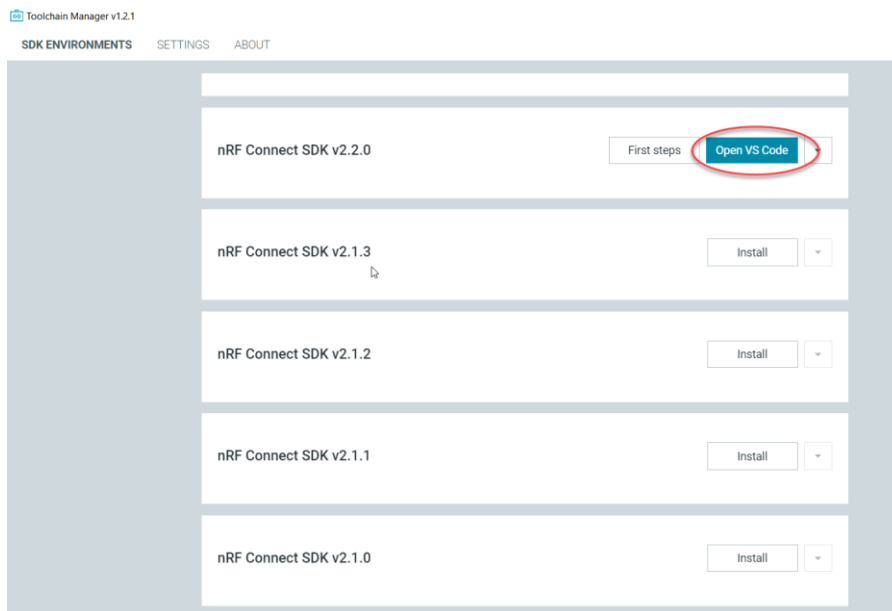 Toolchain Manager v1.2.1
SDK ENVIRONMENTS SETTINGS ABOUT
nRF Connect SDK v2.2.0 First steps Open VS Code
nRF Connect SDK v2.1.3 Install
nRF Connect SDK v2.1.2 Install
nRF Connect SDK v2.1.1 Install
nRF Connect SDK v2.1.0 Install